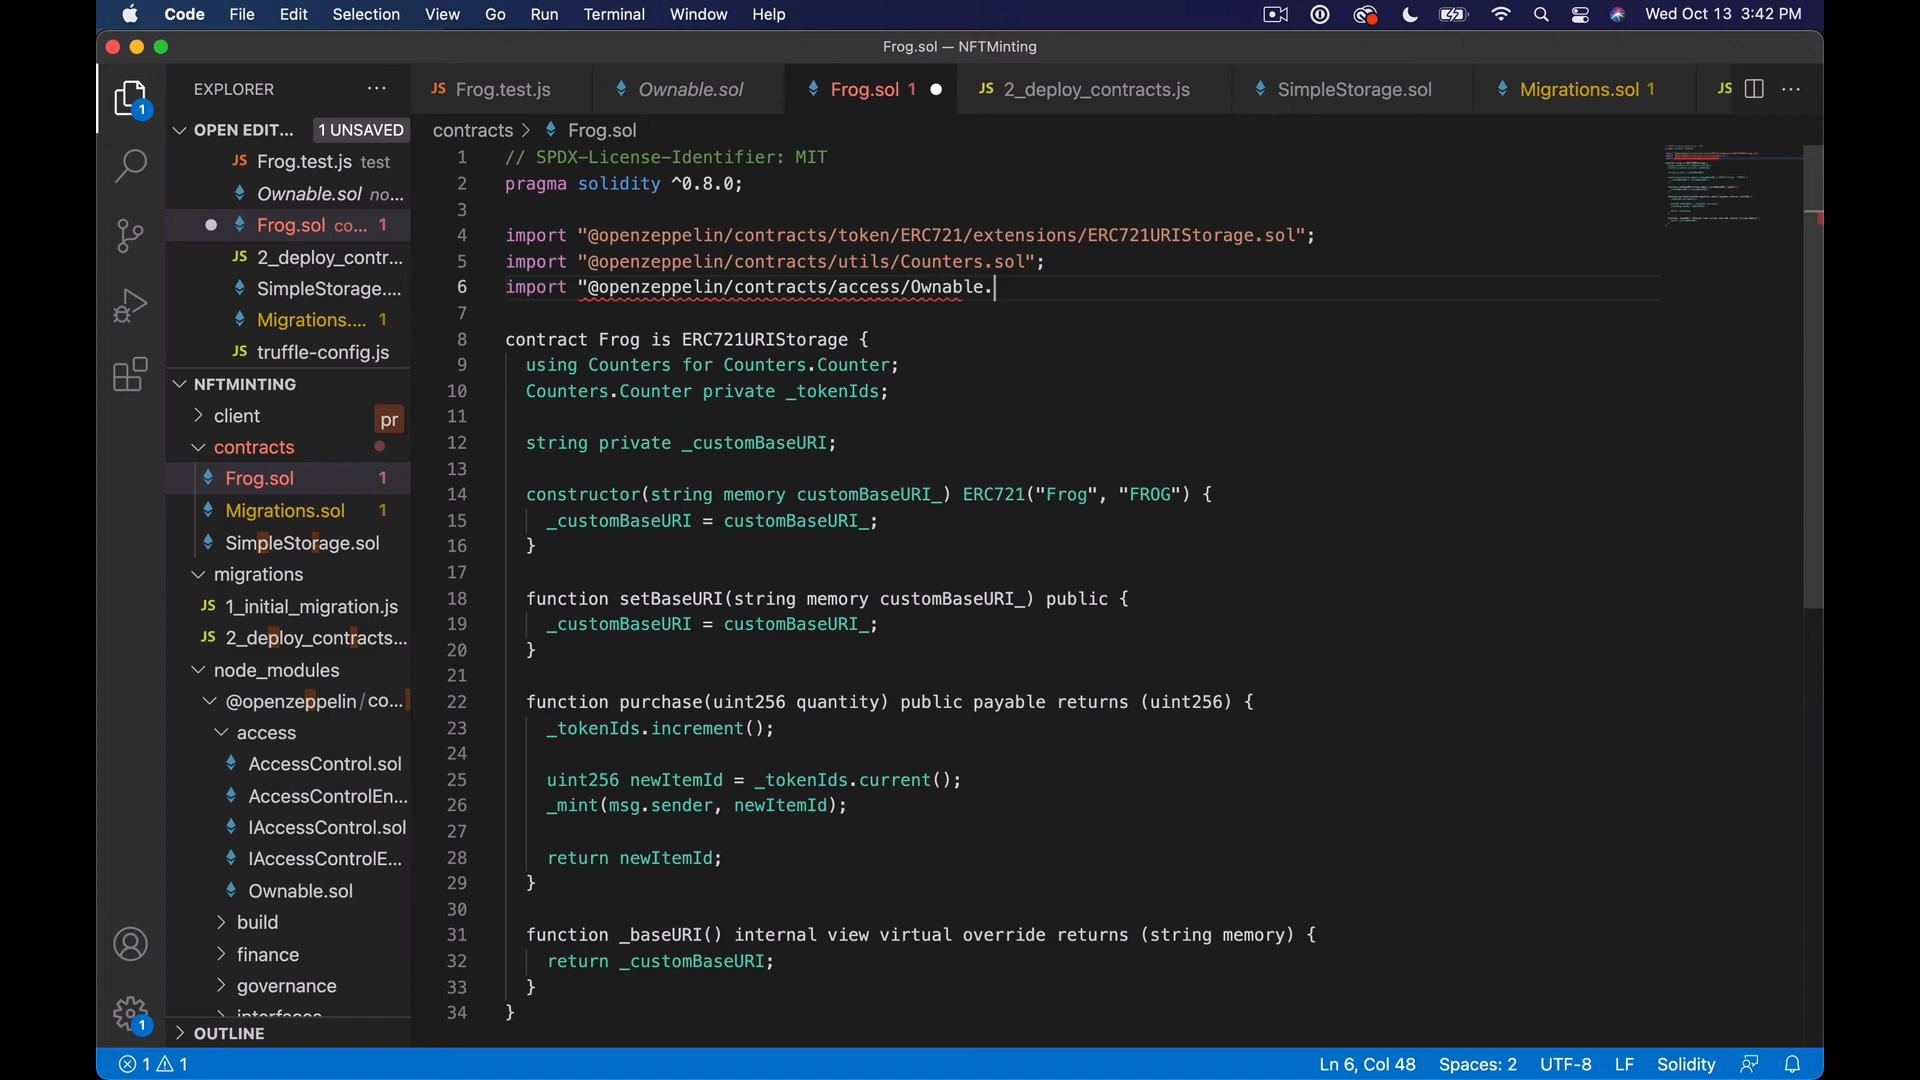 Code File Edit Selection View Go Run Terminal Window Help Wed Oct 13 3:42 PM
Frog.sol — NFTMinting
EXPLORER ...
JS Frog.test.js Ownable.sol Frog.sol 1 JS 2_deploy_contracts.js SimpleStorage.sol Migrations.sol 1 JS ...
OPEN EDIT... 1 UNSAVED
JS Frog.test.js test
Ownable.sol no...
Frog.sol co... 1
JS 2_deploy_contr...
SimpleStorage....
Migrations.... 1
JS truffle-config.js
NFTMINTING
client
pr
contracts
Frog.sol 1
Migrations.sol 1
SimpleStorage.sol
migrations
JS 1_initial_migration.js
JS 2_deploy_contracts...
node_modules
@openzeppelin/co...
access
AccessControl.sol
AccessControlEn...
IAccessControl.sol
IAccessControlE...
Ownable.sol
build
finance
governance
interfaces
OUTLINE
1
1
contracts > Frog.sol
1 // SPDX-License-Identifier: MIT
2 pragma solidity ^0.8.0;
3
4 import "@openzeppelin/contracts/token/ERC721/extensions/ERC721URIStorage.sol";
5 import "@openzeppelin/contracts/utils/Counters.sol";
6 import "@openzeppelin/contracts/access/Ownable.
7
8 contract Frog is ERC721URIStorage {
9 using Counters for Counters.Counter;
10 Counters.Counter private _tokenIds;
11
12 string private _customBaseURI;
13
14 constructor(string memory customBaseURI_) ERC721("Frog", "FROG") {
15 _customBaseURI = customBaseURI_;
16 }
17
18 function setBaseURI(string memory customBaseURI_) public {
19 _customBaseURI = customBaseURI_;
20 }
21
22 function purchase(uint256 quantity) public payable returns (uint256) {
23 _tokenIds.increment();
24
25 uint256 newItemId = _tokenIds.current();
26 _mint(msg.sender, newItemId);
27
28 return newItemId;
29 }
30
31 function _baseURI() internal view virtual override returns (string memory) {
32 return _customBaseURI;
33 }
34 }
1 1 Ln 6, Col 48 Spaces: 2 UTF-8 LF Solidity